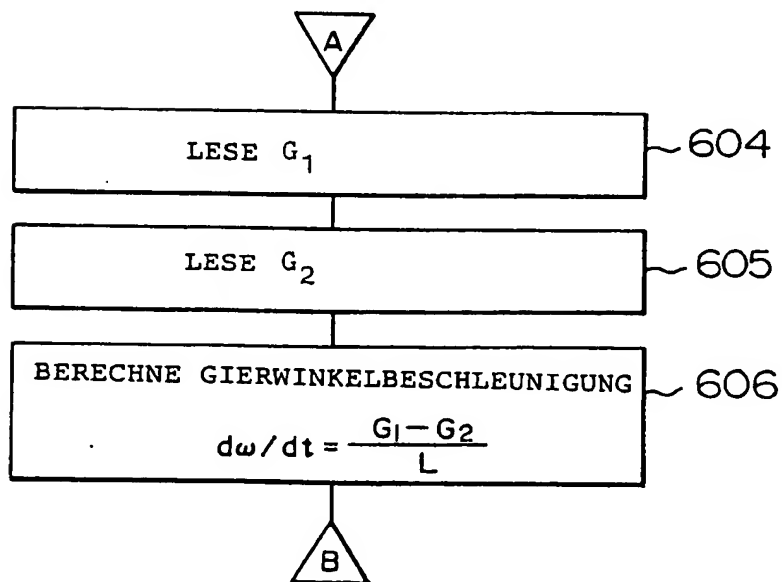 A
LESE G₁ 604
LESE G₂ 605
BERECHNE GIERWINKELBESCHLEUNIGUNG 606
dω/dt = (G₁ − G₂) / L
B